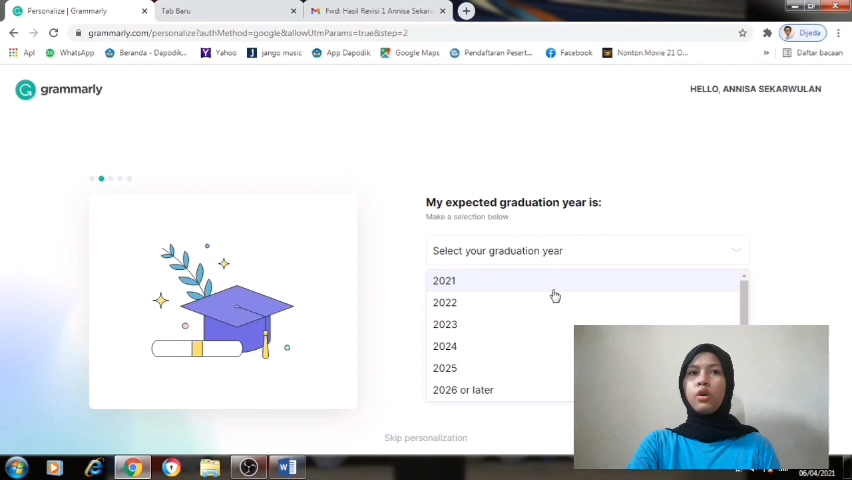 Personalize | Grammarly
Tab Baru
Fwd: Hasil Revisi 1 Annisa Sekar
grammarly.com/personalize?authMethod=google&allowUtmParams=true&step=2
Dijeda
Apl
WhatsApp
Beranda - Dapodik...
Yahoo
jango music
App Dapodik
Google Maps
Pendaftaran Pesert...
Facebook
Nonton.Movie 21 O...
»
Daftar bacaan
grammarly
HELLO, ANNISA SEKARWULAN
My expected graduation year is:
Make a selection below
Select your graduation year
2021
2022
2023
2024
2025
2026 or later
Skip personalization
06/04/2021